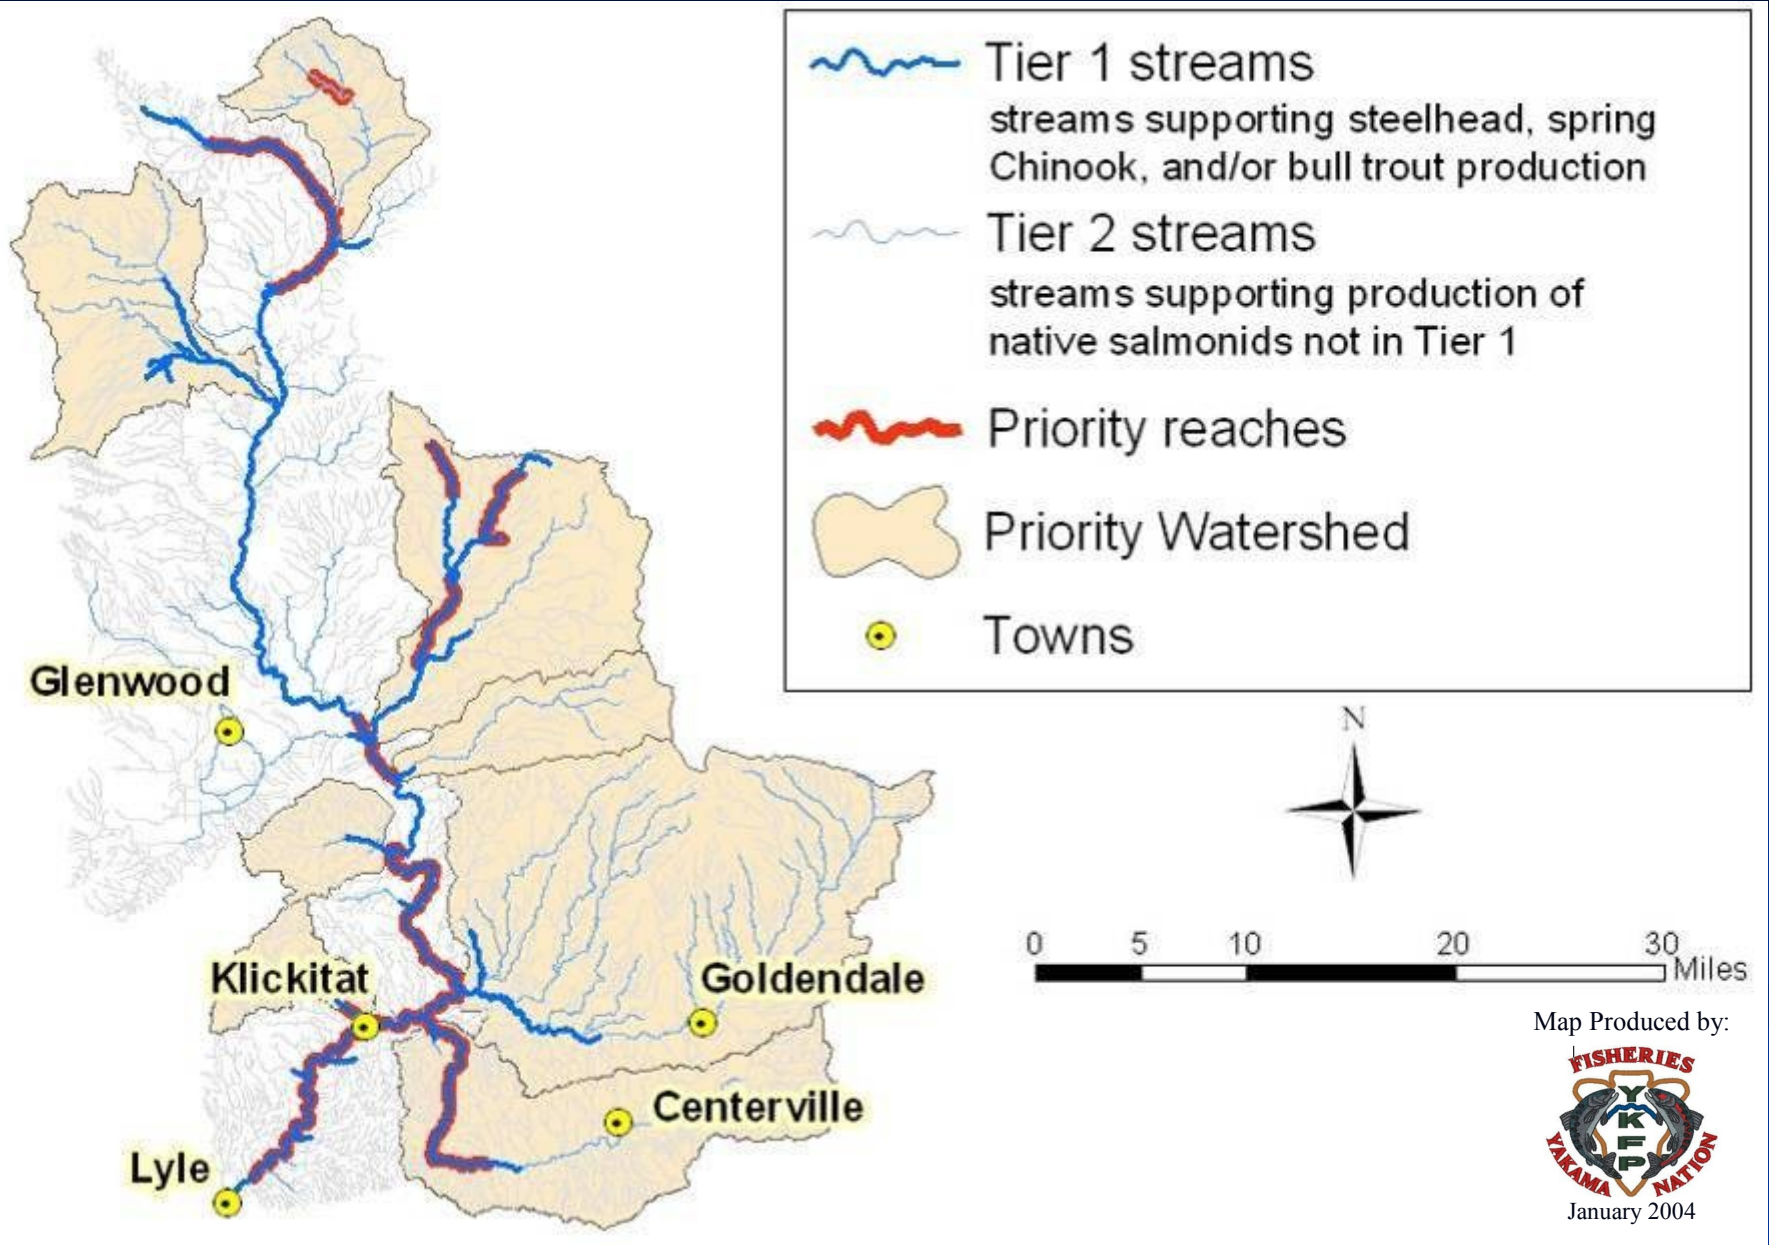 Tier 1 streams
streams supporting steelhead, spring
Chinook, and/or bull trout production
Tier 2 streams
streams supporting production of
native salmonids not in Tier 1
Priority reaches
Priority Watershed
Towns
Glenwood
N
0 5 10 20 30
Miles
Klickitat
Goldendale
Map Produced by:
FISHERIES
Y
K
F
P
YAKAMA
NATION
Centerville
Lyle
January 2004